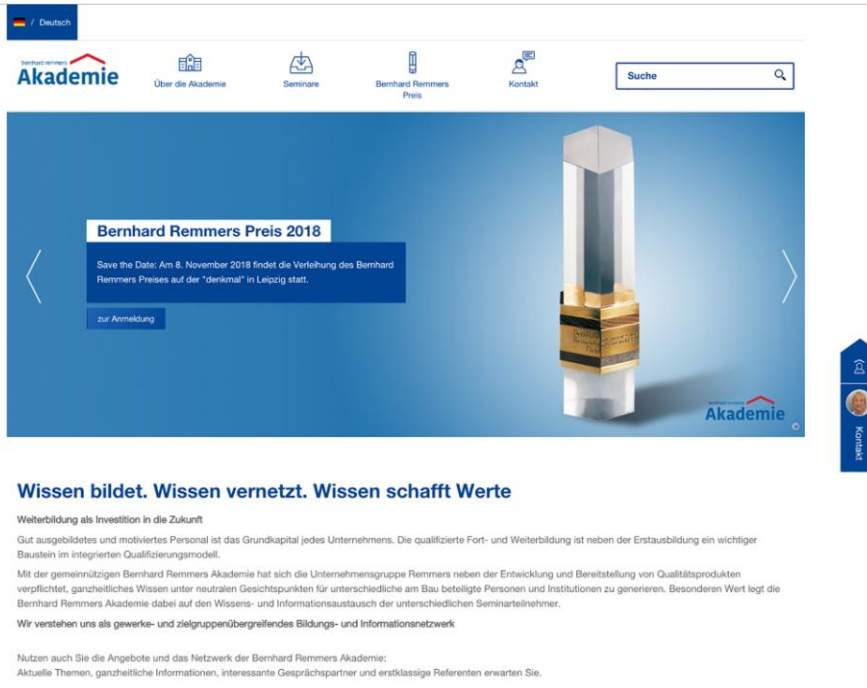 / Deutsch
bernhard remmers
Akademie
Über die Akademie
Seminare
Bernhard Remmers
Preis
Kontakt
Suche
Bernhard Remmers Preis 2018
Save the Date: Am 8. November 2018 findet die Verleihung des Bernhard
Remmers Preises auf der "denkmal" in Leipzig statt.
zur Anmeldung
Akademie
©
Kontakt
Wissen bildet. Wissen vernetzt. Wissen schafft Werte
Weiterbildung als Investition in die Zukunft
Gut ausgebildetes und motiviertes Personal ist das Grundkapital jedes Unternehmens. Die qualifizierte Fort- und Weiterbildung ist neben der Erstausbildung ein wichtiger
Baustein im integrierten Qualifizierungsmodell.
Mit der gemeinnützigen Bernhard Remmers Akademie hat sich die Unternehmensgruppe Remmers neben der Entwicklung und Bereitstellung von Qualitätsprodukten
verpflichtet, ganzheitliches Wissen unter neutralen Gesichtspunkten für unterschiedliche am Bau beteiligte Personen und Institutionen zu generieren. Besonderen Wert legt die
Bernhard Remmers Akademie dabei auf den Wissens- und Informationsaustausch der unterschiedlichen Seminarteilnehmer.
Wir verstehen uns als gewerke- und zielgruppenübergreifendes Bildungs- und Informationsnetzwerk
Nutzen auch Sie die Angebote und das Netzwerk der Bernhard Remmers Akademie:
Aktuelle Themen, ganzheitliche Informationen, interessante Gesprächspartner und erstklassige Referenten erwarten Sie.